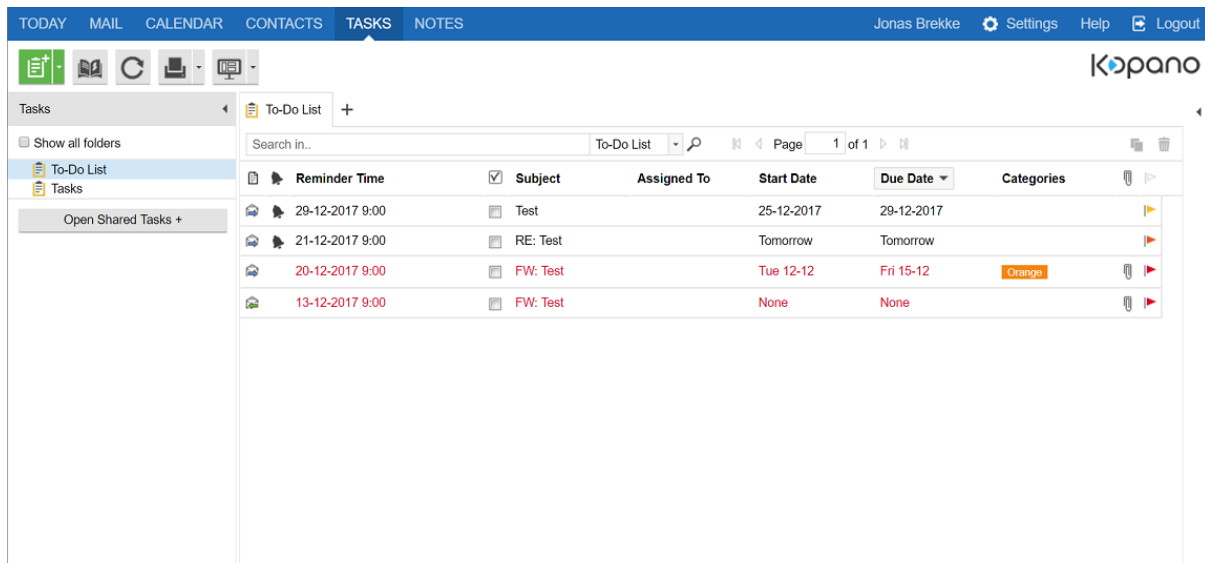 TODAY MAIL CALENDAR CONTACTS TASKS NOTES Jonas Brekke Settings Help Logout
Kopano
Tasks
To-Do List +
Show all folders
Search in.. To-Do List Page 1 of 1
To-Do List
Tasks
Open Shared Tasks +
Reminder Time Subject Assigned To Start Date Due Date Categories
29-12-2017 9:00 Test 25-12-2017 29-12-2017
21-12-2017 9:00 RE: Test Tomorrow Tomorrow
20-12-2017 9:00 FW: Test Tue 12-12 Fri 15-12 Orange
13-12-2017 9:00 FW: Test None None